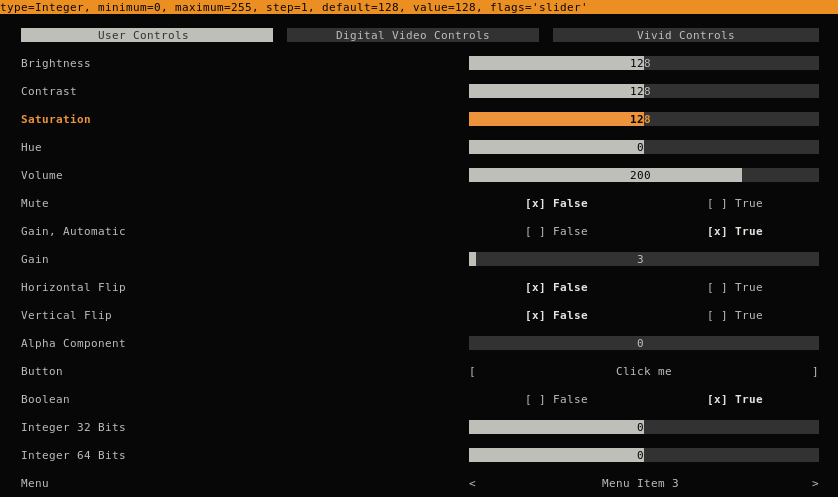 type=Integer, minimum=0, maximum=255, step=1, default=128, value=128, flags='slider'
User Controls Digital Video Controls Vivid Controls
Brightness 128
Contrast 128
Saturation 128
Hue 0
Volume 200
Mute [x] False [ ] True
Gain, Automatic [ ] False [x] True
Gain 3
Horizontal Flip [x] False [ ] True
Vertical Flip [x] False [ ] True
Alpha Component 0
Button [ Click me ]
Boolean [ ] False [x] True
Integer 32 Bits 0
Integer 64 Bits 0
Menu < Menu Item 3 >